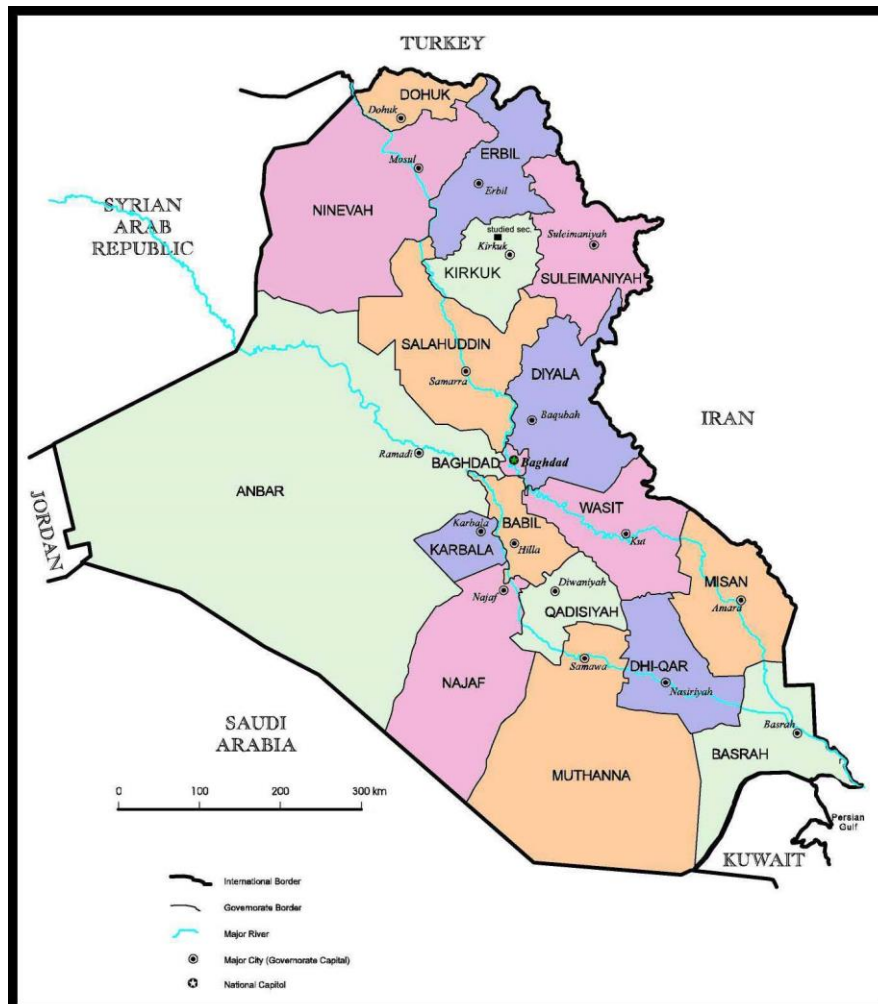 TURKEY
DOHUK
Dohuk
Mosul
ERBIL
Erbil
NINEVAH
SYRIAN
ARAB
REPUBLIC
studied sec.
Kirkuk
KIRKUK
Suleimaniyah
SULEIMANIYAH
SALAHUDDIN
Samarra
DIYALA
Baqubah
IRAN
Ramadi
BAGHDAD
Baghdad
ANBAR
JORDAN
WASIT
Kut
BABIL
Hilla
Karbala
KARBALA
MISAN
Amara
Najaf
Diwaniyah
QADISIYAH
NAJAF
Samawa
DHI-QAR
Nasiriyah
SAUDI
ARABIA
Basrah
BASRAH
MUTHANNA
0 100 200 300 km
Persian
Gulf
KUWAIT
International Border
Governorate Border
Major River
Major City (Governorate Capital)
National Capitol